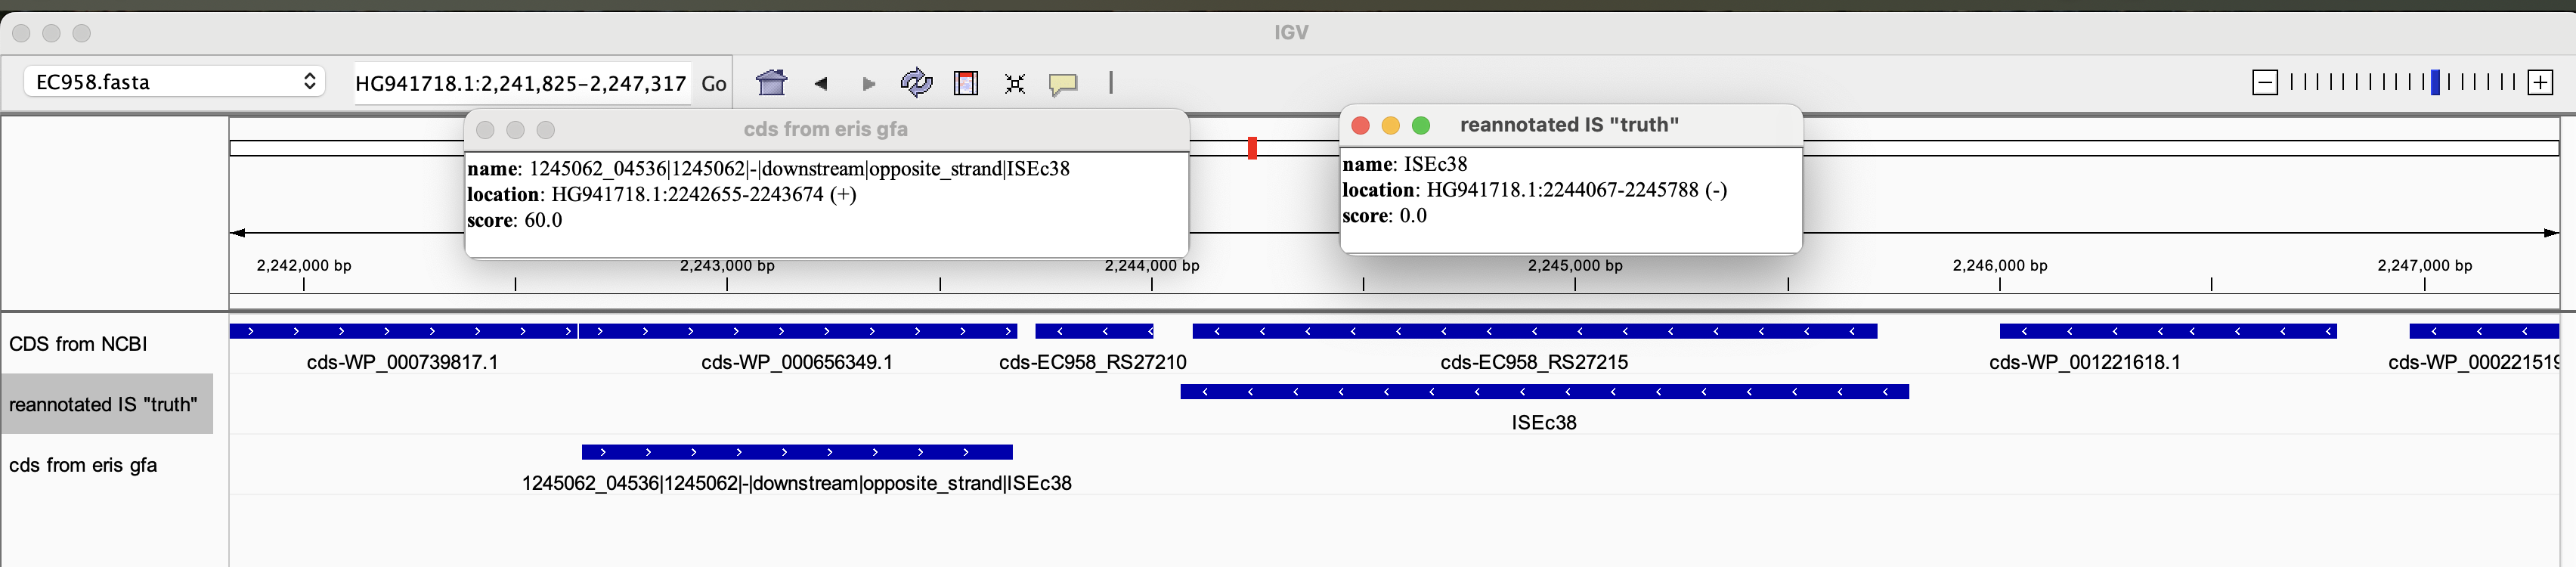 IGV
EC958.fasta
HG941718.1:2,241,825-2,247,317
Go
cds from eris gfa
name: 1245062_04536|1245062|-|downstream|opposite_strand|ISEc38
location: HG941718.1:2242655-2243674 (+)
score: 60.0
reannotated IS "truth"
name: ISEc38
location: HG941718.1:2244067-2245788 (-)
score: 0.0
2,242,000 bp
2,243,000 bp
2,244,000 bp
2,245,000 bp
2,246,000 bp
2,247,000 bp
CDS from NCBI
cds-WP_000739817.1
cds-WP_000656349.1
cds-EC958_RS27210
cds-EC958_RS27215
cds-WP_001221618.1
cds-WP_000221519
reannotated IS "truth"
ISEc38
cds from eris gfa
1245062_04536|1245062|-|downstream|opposite_strand|ISEc38